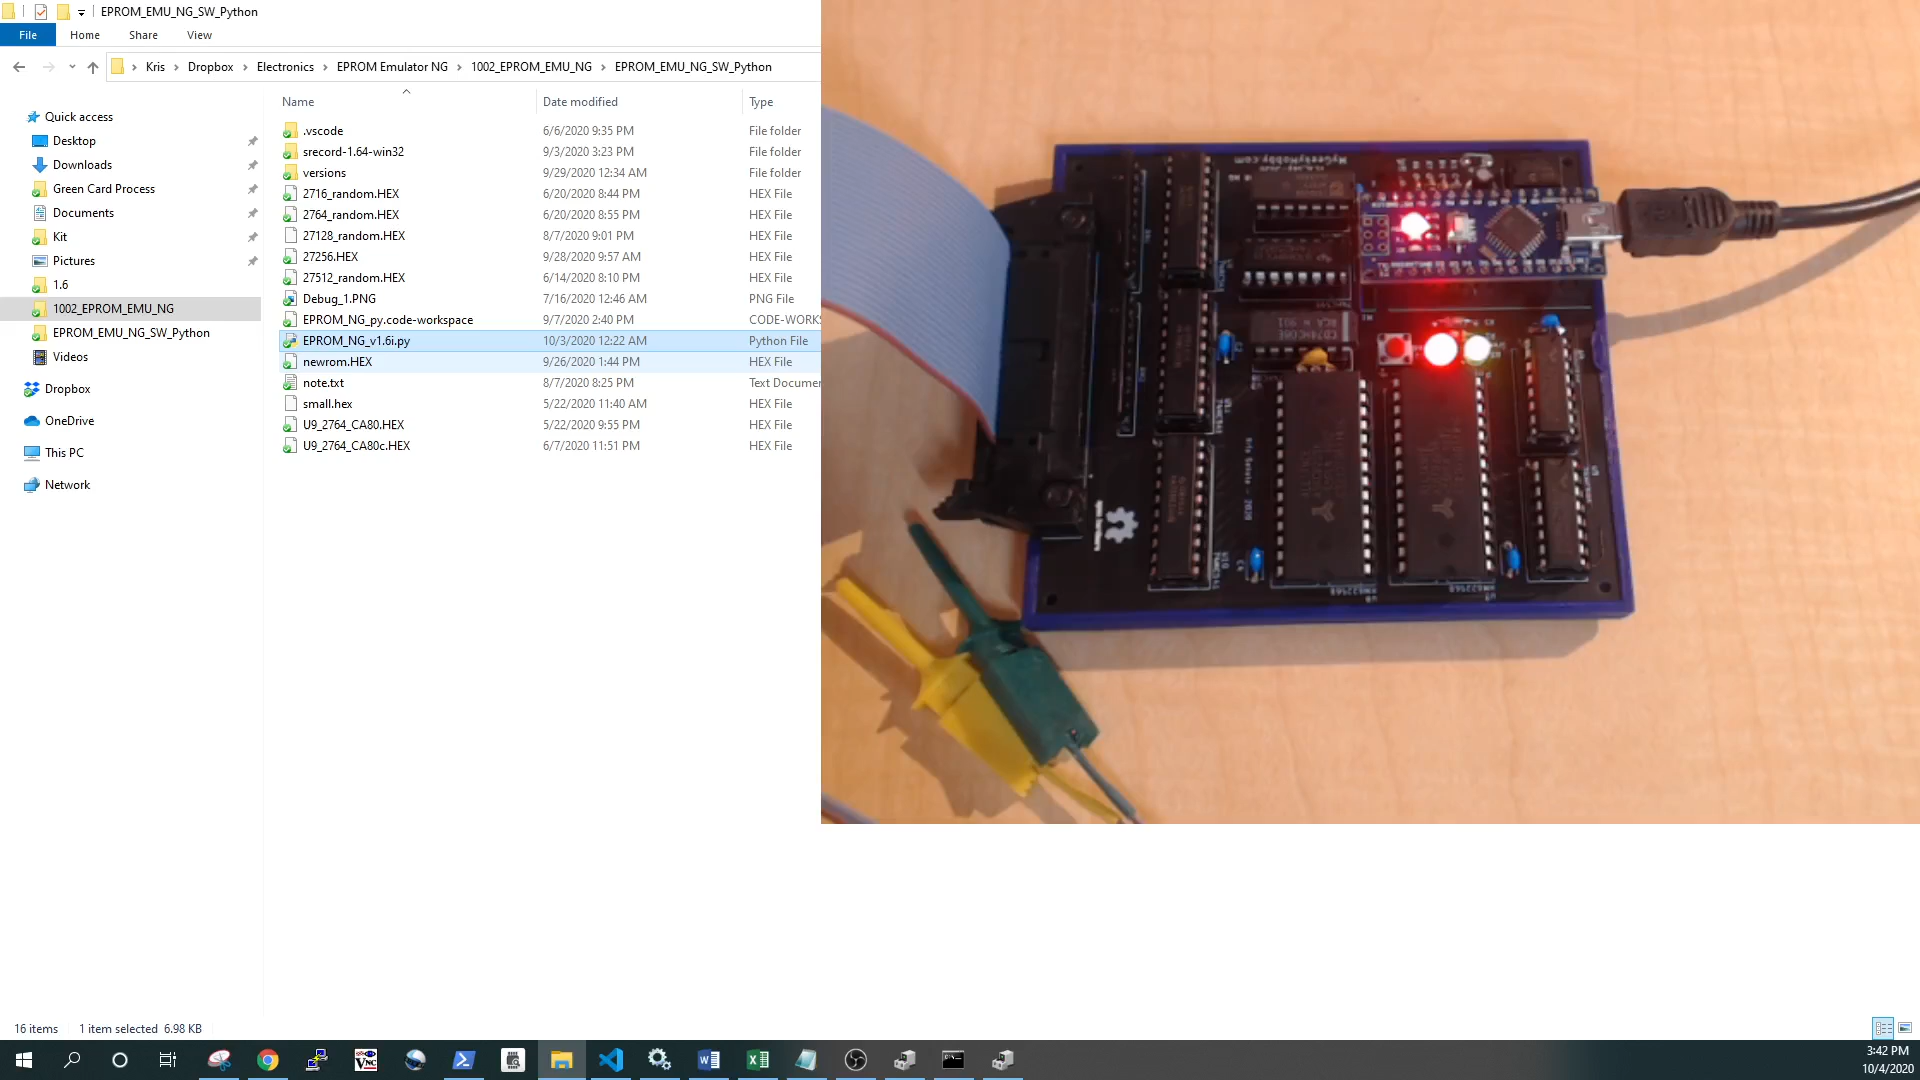 EPROM_EMU_NG_SW_Python
File Home Share View
Kris Dropbox Electronics EPROM Emulator NG 1002_EPROM_EMU_NG EPROM_EMU_NG_SW_Python
Name Date modified Type
Quick access
Desktop
Downloads
Green Card Process
Documents
Kit
Pictures
1.6
1002_EPROM_EMU_NG
EPROM_EMU_NG_SW_Python
Videos
Dropbox
OneDrive
This PC
Network
.vscode 6/6/2020 9:35 PM File folder
srecord-1.64-win32 9/3/2020 3:23 PM File folder
versions 9/29/2020 12:34 AM File folder
2716_random.HEX 6/20/2020 8:44 PM HEX File
2764_random.HEX 6/20/2020 8:55 PM HEX File
27128_random.HEX 8/7/2020 9:01 PM HEX File
27256.HEX 9/28/2020 9:57 AM HEX File
27512_random.HEX 6/14/2020 8:10 PM HEX File
Debug_1.PNG 7/16/2020 12:46 AM PNG File
EPROM_NG_py.code-workspace 9/7/2020 2:40 PM CODE-WORKS
EPROM_NG_v1.6i.py 10/3/2020 12:22 AM Python File
newrom.HEX 9/26/2020 1:44 PM HEX File
note.txt 8/7/2020 8:25 PM Text Documen
small.hex 5/22/2020 11:40 AM HEX File
U9_2764_CA80.HEX 5/22/2020 9:55 PM HEX File
U9_2764_CA80c.HEX 6/7/2020 11:51 PM HEX File
MyGeekyHobby.com
16 items 1 item selected 6.98 KB
3:42 PM
10/4/2020